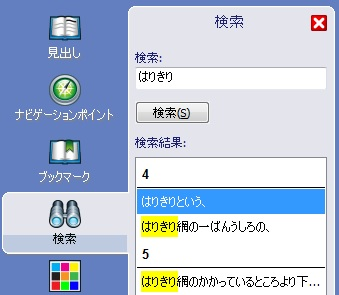 見出し
ナビゲーションポイント
ブックマーク
検索
検索
検索:
はりきり
検索(S)
検索結果:
4
はりきりという、
はりきり網の一ばんうしろの、
5
はりきり網のかかっているところより下...